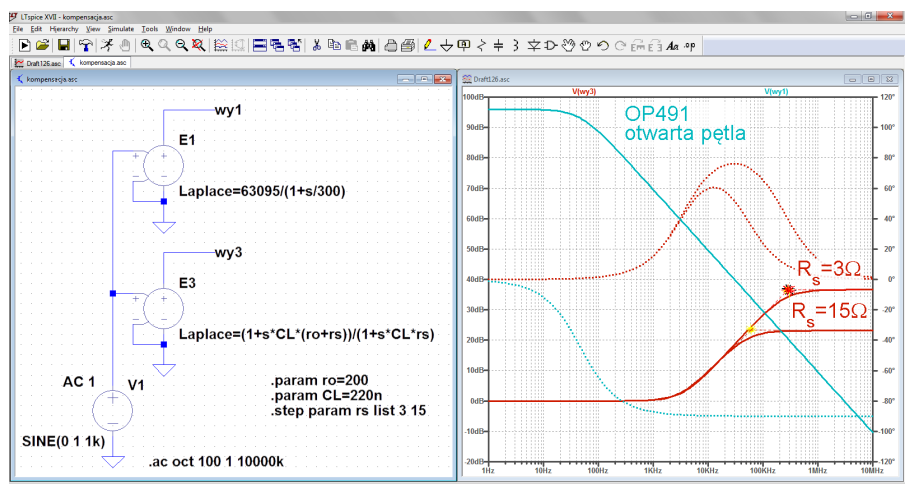 LTspice XVII - kompensacja.asc
File Edit Hierarchy View Simulate Tools Window Help
Draft126.asc kompensacja.asc
kompensacja.asc
wy1
E1
Laplace=63095/(1+s/300)
wy3
E3
Laplace=(1+s*CL*(ro+rs))/(1+s*CL*rs)
AC 1 V1
.param ro=200
.param CL=220n
.step param rs list 3 15
SINE(0 1 1k)
.ac oct 100 1 10000k
Draft126.asc
V(wy3) V(wy1)
100dB 120°
OP491
otwarta pętla
90dB 100°
80dB 80°
70dB 60°
60dB 40°
50dB 20°
40dB 0°
Rs=3Ω
30dB -20°
Rs=15Ω
20dB -40°
10dB -60°
0dB -80°
-10dB -100°
-20dB -120°
1Hz 10Hz 100Hz 1KHz 10KHz 100KHz 1MHz 10MHz